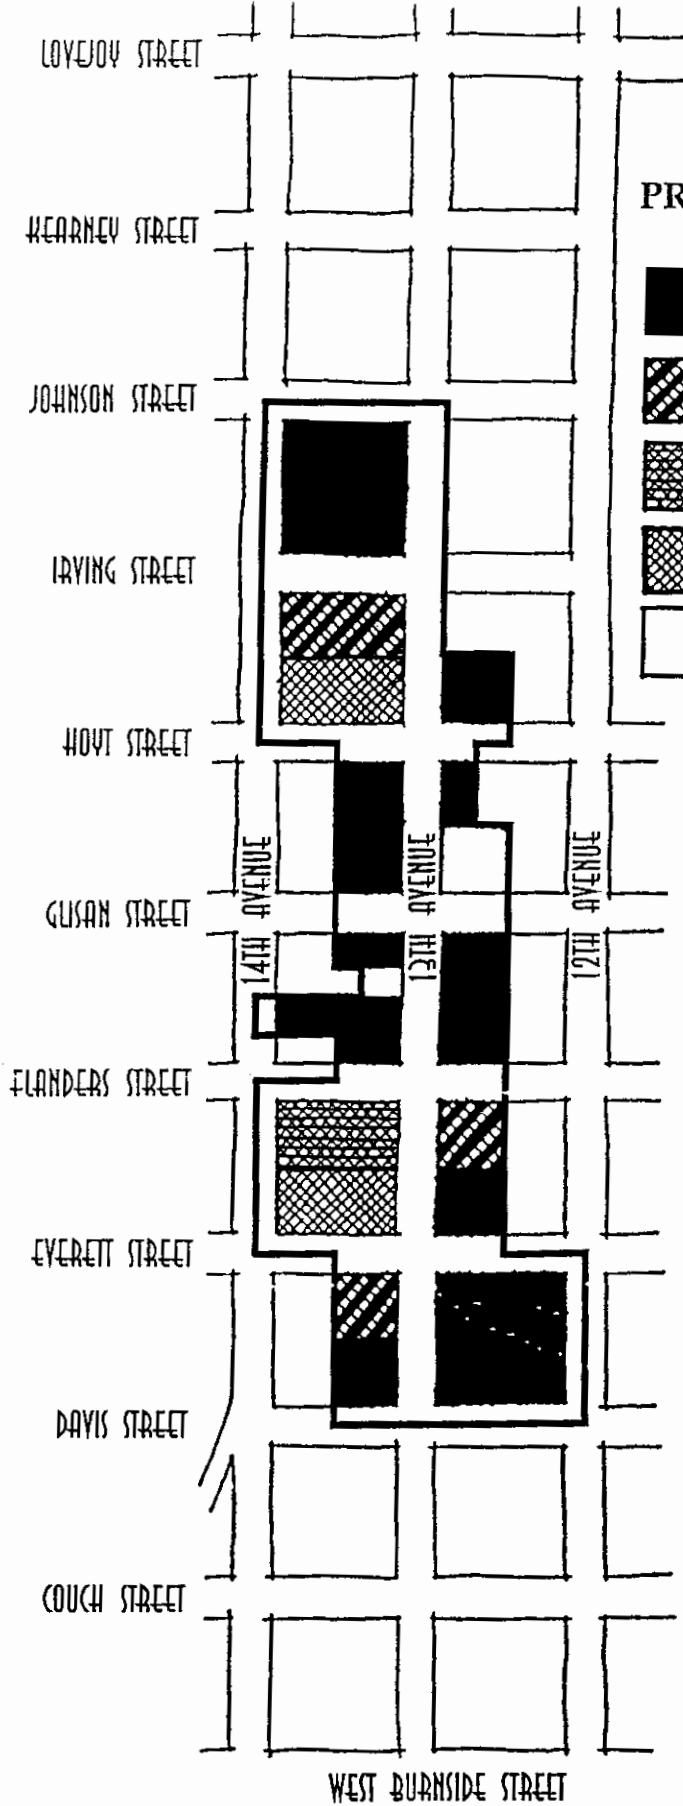 LOVEJOY STREET
PR
KEARNEY STREET
JOHNSON STREET
IRVING STREET
HOYT STREET
14TH AVENUE
13TH AVENUE
12TH AVENUE
GLISAN STREET
FLANDERS STREET
EVERETT STREET
DAVIS STREET
COUCH STREET
WEST BURNSIDE STREET